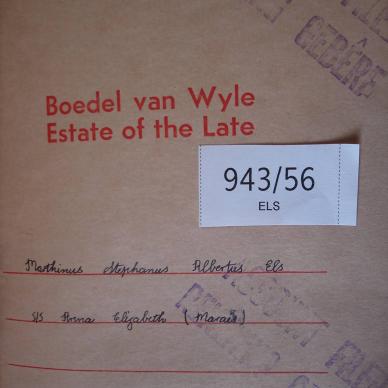 Boedel van Wyle
Estate of the Late
943/56
ELS
Marthinus Stephanus Albertus Els
S/S Anna Elizabeth (Marais)